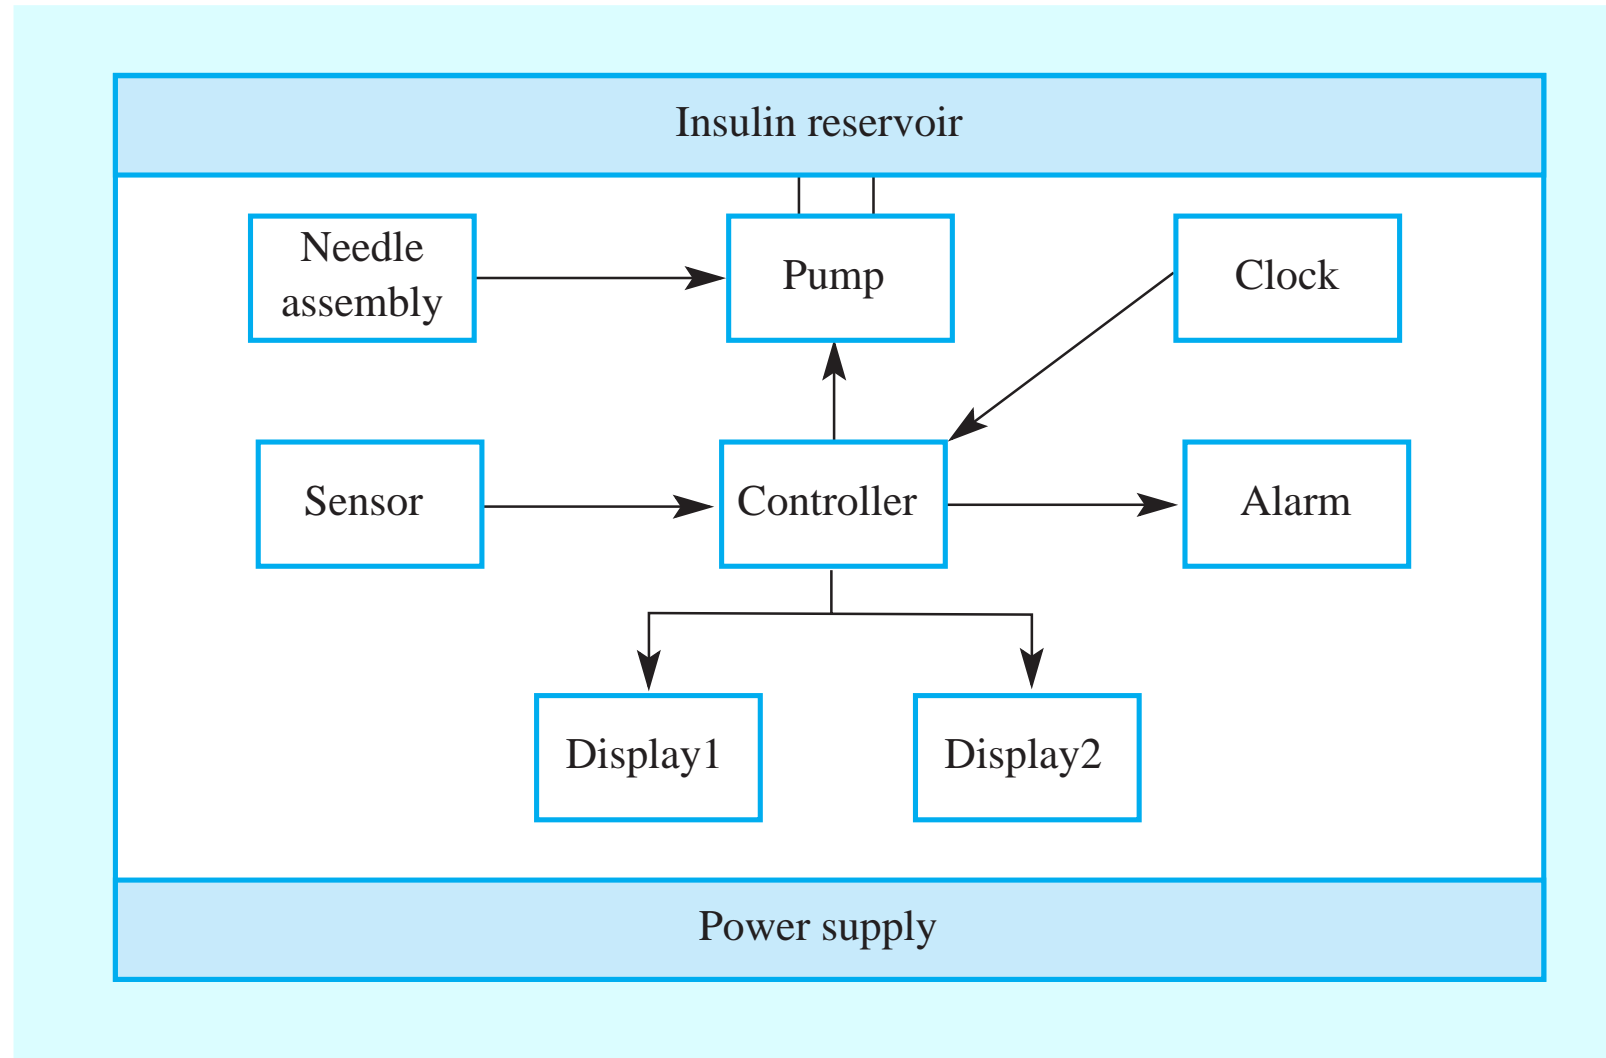 Insulin reservoir
Needle
assembly
Pump
Clock
Sensor
Controller
Alarm
Display1
Display2
Power supply